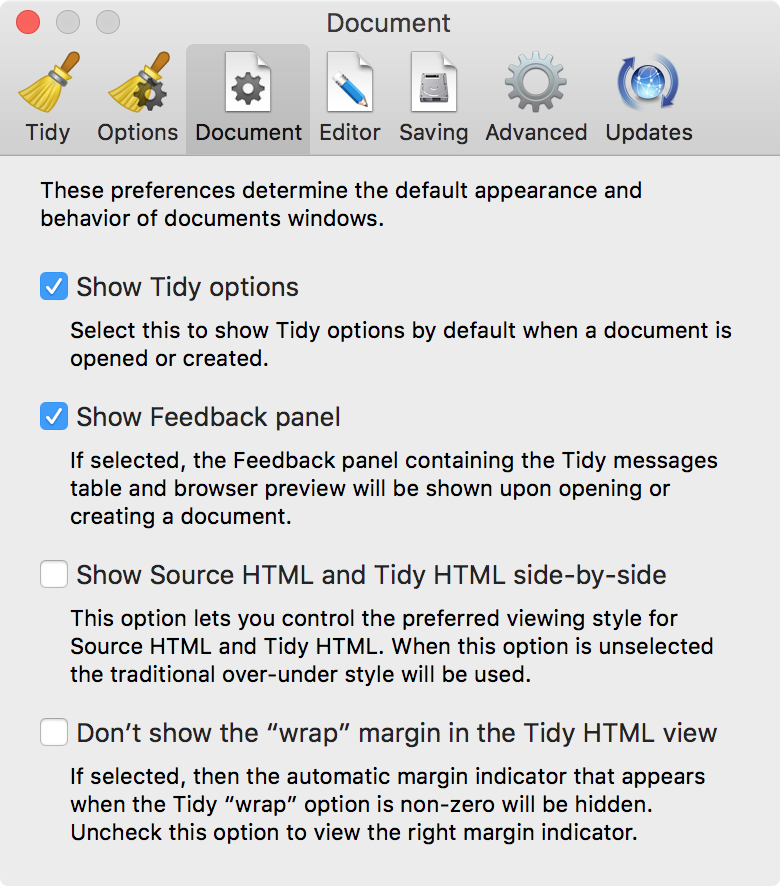 Document
Tidy Options Document Editor Saving Advanced Updates
These preferences determine the default appearance and
behavior of documents windows.
Show Tidy options
Select this to show Tidy options by default when a document is
opened or created.
Show Feedback panel
If selected, the Feedback panel containing the Tidy messages
table and browser preview will be shown upon opening or
creating a document.
Show Source HTML and Tidy HTML side-by-side
This option lets you control the preferred viewing style for
Source HTML and Tidy HTML. When this option is unselected
the traditional over-under style will be used.
Don’t show the “wrap” margin in the Tidy HTML view
If selected, then the automatic margin indicator that appears
when the Tidy “wrap” option is non-zero will be hidden.
Uncheck this option to view the right margin indicator.